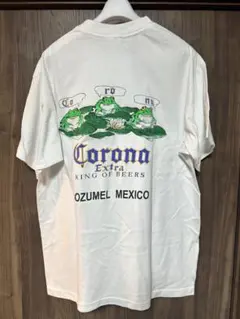 Co
ro
na
Corona
Extra
KING OF BEERS
OZUMEL MEXICO